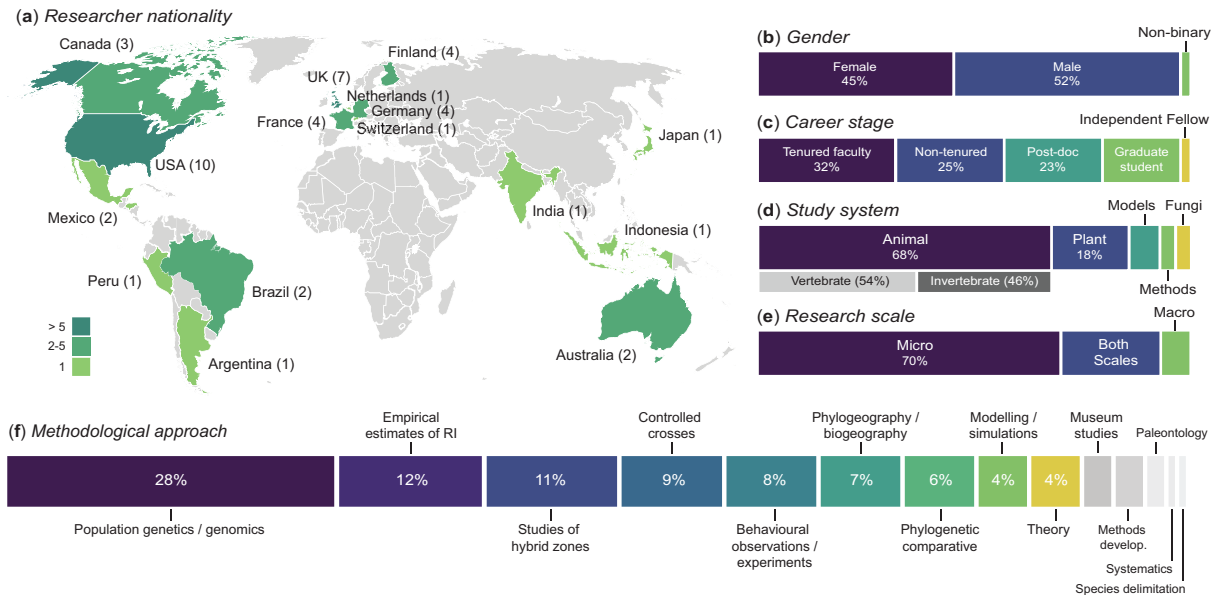 (a) Researcher nationality
Canada (3)
Finland (4)
UK (7)
Netherlands (1)
Germany (4)
France (4)
Switzerland (1)
Japan (1)
USA (10)
Mexico (2)
India (1)
Indonesia (1)
Peru (1)
Brazil (2)
Argentina (1)
Australia (2)
> 5
2-5
1
(b) Gender
Non-binary
Female
45%
Male
52%
(c) Career stage
Independent Fellow
Tenured faculty
32%
Non-tenured
25%
Post-doc
23%
Graduate
student
(d) Study system
Models
Fungi
Animal
68%
Plant
18%
Vertebrate (54%)
Invertebrate (46%)
Methods
(e) Research scale
Macro
Micro
70%
Both
Scales
(f) Methodological approach
Empirical
estimates of RI
Controlled
crosses
Phylogeography /
biogeography
Modelling /
simulations
Museum
studies
Paleontology
28%
12%
11%
9%
8%
7%
6%
4%
4%
Population genetics / genomics
Studies of
hybrid zones
Behavioural
observations /
experiments
Phylogenetic
comparative
Theory
Methods
develop.
Systematics
Species delimitation